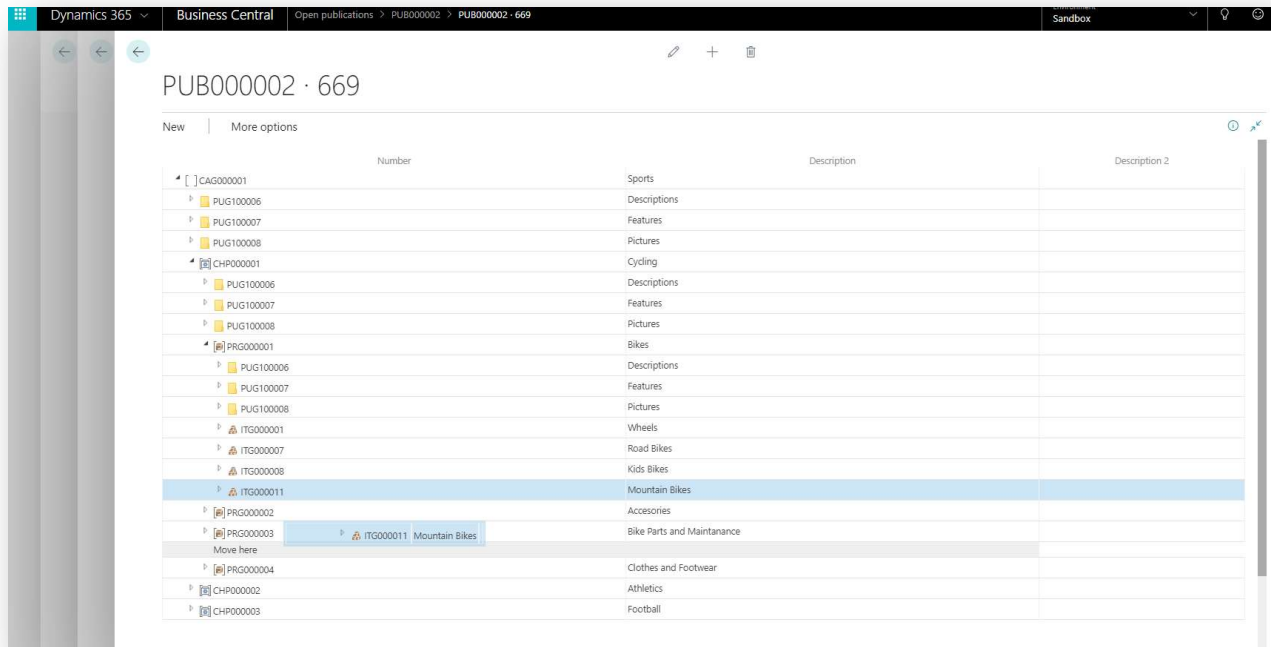 Dynamics 365 Business Central Open publications > PUB000002 > PUB000002 · 669 Sandbox
PUB000002 · 669
New More options
Number Description Description 2
CAG000001 Sports
PUG100006 Descriptions
PUG100007 Features
PUG100008 Pictures
CHP000001 Cycling
PUG100006 Descriptions
PUG100007 Features
PUG100008 Pictures
PRG000001 Bikes
PUG100006 Descriptions
PUG100007 Features
PUG100008 Pictures
ITG000001 Wheels
ITG000007 Road Bikes
ITG000008 Kids Bikes
ITG000011 Mountain Bikes
PRG000002 Accesories
PRG000003 ITG000011 Mountain Bikes Bike Parts and Maintanance
Move here
PRG000004 Clothes and Footwear
CHP000002 Athletics
CHP000003 Football